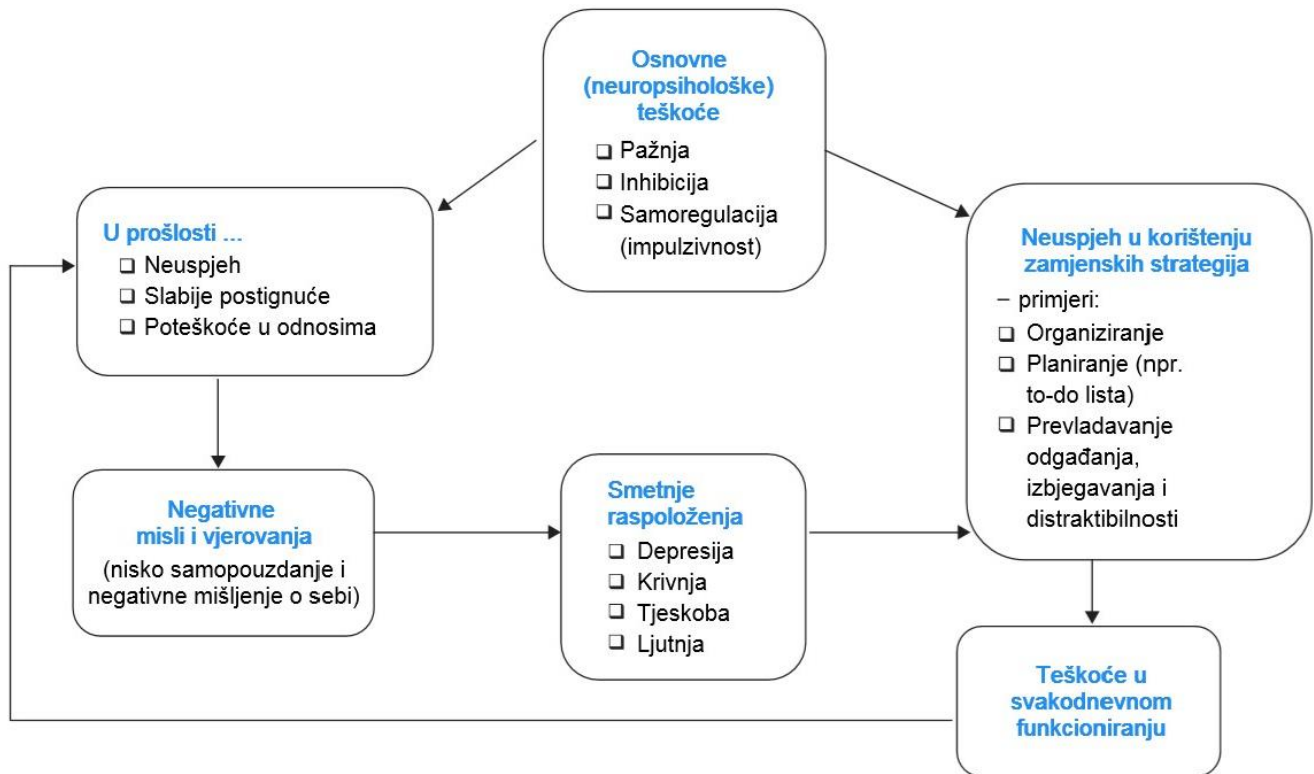 Osnovne
(neuropsihološke)
teškoće
❑ Pažnja
❑ Inhibicija
❑ Samoregulacija
(impulzivnost)
U prošlosti ...
❑ Neuspjeh
❑ Slabije postignuće
❑ Poteškoće u odnosima
Neuspjeh u korištenju
zamjenskih strategija
– primjeri:
❑ Organiziranje
❑ Planiranje (npr.
to-do lista)
❑ Prevladavanje
odgađanja,
izbjegavanja i
distraktibilnosti
Negativne
misli i vjerovanja
(nisko samopouzdanje i
negativne mišljenje o sebi)
Smetnje
raspoloženja
❑ Depresija
❑ Krivnja
❑ Tjeskoba
❑ Ljutnja
Teškoće u
svakodnevnom
funkcioniranju